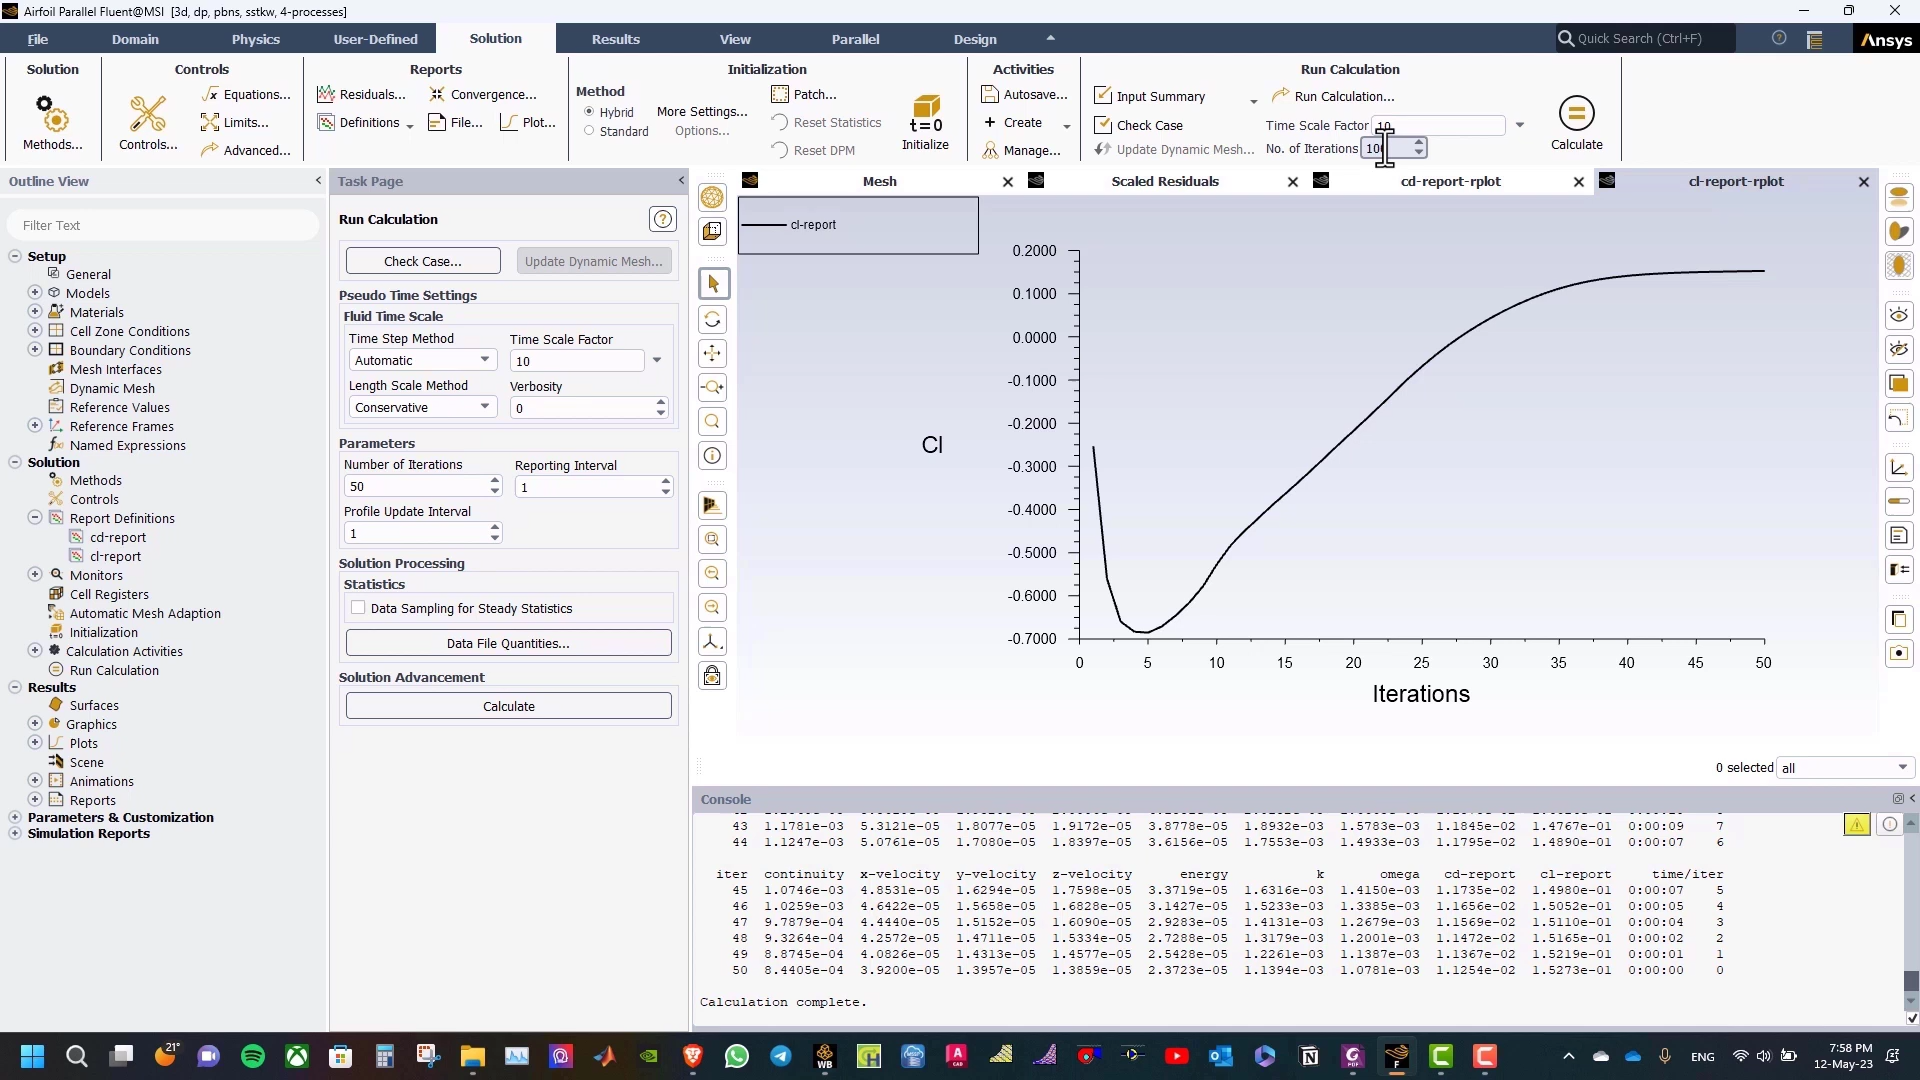 Airfoil Parallel Fluent@MSI [3d, dp, pbns, sstkw, 4-processes]
File Domain Physics User-Defined Solution Results View Parallel Design Quick Search (Ctrl+F) Ansys
Solution Controls Reports Initialization Activities Run Calculation
Methods...
Controls...
Equations...
Limits...
Advanced...
Residuals... Convergence...
Definitions File... Plot...
Method
Hybrid
Standard
More Settings...
Options...
Patch...
Reset Statistics
Reset DPM
t=0
Initialize
Autosave...
Create
Manage...
Input Summary
Check Case
Update Dynamic Mesh...
Run Calculation...
Time Scale Factor 10
No. of Iterations
Calculate
Outline View
Filter Text
Setup
General
Models
Materials
Cell Zone Conditions
Boundary Conditions
Mesh Interfaces
Dynamic Mesh
Reference Values
Reference Frames
Named Expressions
Solution
Methods
Controls
Report Definitions
cd-report
cl-report
Monitors
Cell Registers
Automatic Mesh Adaption
Initialization
Calculation Activities
Run Calculation
Results
Surfaces
Graphics
Plots
Scene
Animations
Reports
Parameters & Customization
Simulation Reports
Task Page
Run Calculation
Check Case... Update Dynamic Mesh...
Pseudo Time Settings
Fluid Time Scale
Time Step Method Time Scale Factor
Automatic 10
Length Scale Method Verbosity
Conservative 0
Parameters
Number of Iterations Reporting Interval
50 1
Profile Update Interval
1
Solution Processing
Statistics
Data Sampling for Steady Statistics
Data File Quantities...
Solution Advancement
Calculate
Mesh Scaled Residuals cd-report-rplot cl-report-rplot
cl-report
0.2000
0.1000
0.0000
-0.1000
-0.2000
-0.3000
-0.4000
-0.5000
-0.6000
-0.7000
Cl
0 5 10 15 20 25 30 35 40 45 50
Iterations
0 selected all
Console
43 1.1781e-03 5.3121e-05 1.8077e-05 1.9172e-05 3.8778e-05 1.8932e-03 1.5783e-03 1.1845e-02 1.4767e-01 0:00:09 7
44 1.1247e-03 5.0761e-05 1.7080e-05 1.8397e-05 3.6156e-05 1.7553e-03 1.4933e-03 1.1795e-02 1.4890e-01 0:00:07 6
iter continuity x-velocity y-velocity z-velocity energy k omega cd-report cl-report time/iter
45 1.0746e-03 4.8531e-05 1.6294e-05 1.7598e-05 3.3719e-05 1.6316e-03 1.4150e-03 1.1735e-02 1.4980e-01 0:00:07 5
46 1.0259e-03 4.6422e-05 1.5658e-05 1.6828e-05 3.1427e-05 1.5233e-03 1.3385e-03 1.1656e-02 1.5052e-01 0:00:05 4
47 9.7879e-04 4.4440e-05 1.5152e-05 1.6090e-05 2.9283e-05 1.4131e-03 1.2679e-03 1.1569e-02 1.5110e-01 0:00:04 3
48 9.3264e-04 4.2572e-05 1.4711e-05 1.5334e-05 2.7288e-05 1.3179e-03 1.2001e-03 1.1472e-02 1.5165e-01 0:00:02 2
49 8.8745e-04 4.0826e-05 1.4313e-05 1.4577e-05 2.5428e-05 1.2261e-03 1.1387e-03 1.1367e-02 1.5219e-01 0:00:01 1
50 8.4405e-04 3.9200e-05 1.3957e-05 1.3859e-05 2.3723e-05 1.1394e-03 1.0781e-03 1.1254e-02 1.5273e-01 0:00:00 0
Calculation complete.
21°
ENG
7:58 PM
12-May-23